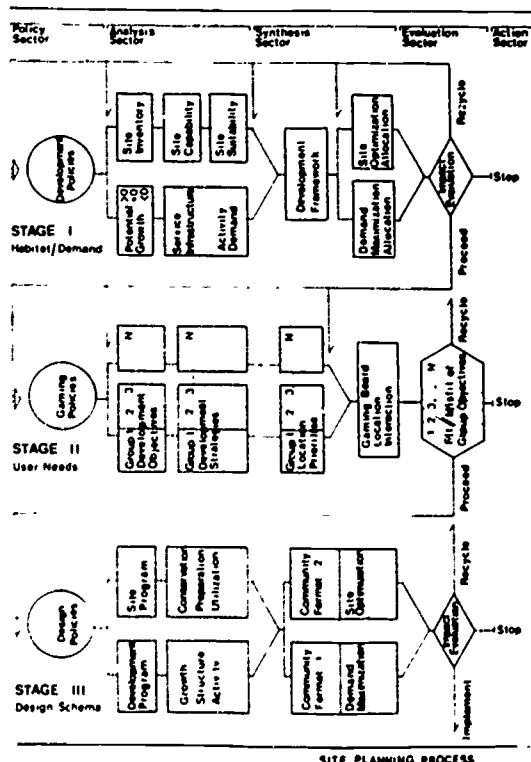 Policy
Sector
Analysis
Sector
Synthesis
Sector
Evaluation
Sector
Action
Sector
Development
Policies
STAGE I
Habitat/Demand
Site
Inventory
Site
Capability
Site
Suitability
Potential >0
=0
Growth <0
Service
Infrastructure
Activity
Demand
Development
Framework
Site
Optimization
Allocation
Demand
Maximization
Allocation
Impact
Evaluation
Recycle
Stop
Proceed
Gaming
Policies
STAGE II
User Needs
Group 1 2 3
Development
Objectives
N
Group 1 2 3
Development
Strategies
N
Group 1 2 3
Location
Priorities
N
Gaming Board
Location
Interaction
1 2 3 . . N
Fit/Misfit of
Group Objectives
Recycle
Stop
Proceed
Design
Policies
STAGE III
Design Schema
Site
Program
Conservation
Preparation
Utilization
Development
Program
Growth
Structure
Activity
Community
Format 2
Site
Optimization
Community
Format 1
Demand
Maximization
Impact
Evaluation
Recycle
Stop
Implement
SITE PLANNING PROCESS